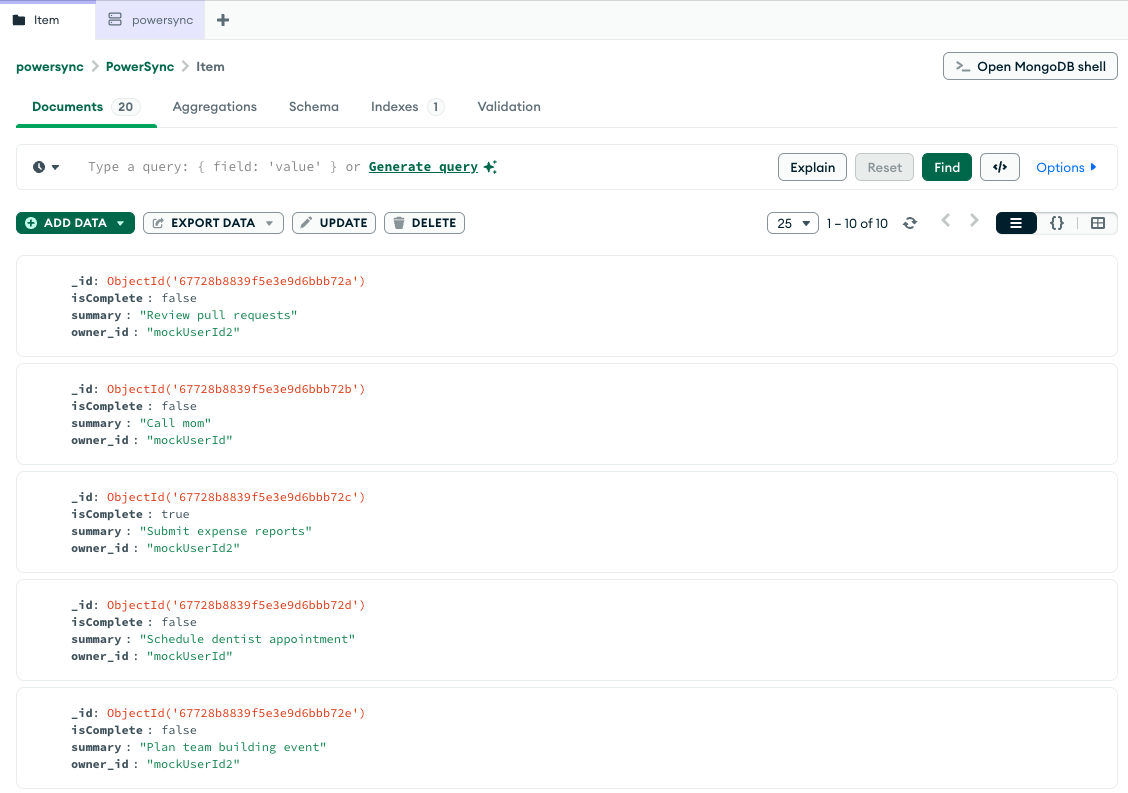 Item powersync
powersync PowerSync Item >_ Open MongoDB shell
Documents 20 Aggregations Schema Indexes 1 Validation
Type a query: { field: 'value' } or Generate query Explain Reset Find </> Options
ADD DATA EXPORT DATA UPDATE DELETE 25 1 – 10 of 10 {}
_id: ObjectId('67728b8839f5e3e9d6bbb72a')
isComplete : false
summary : "Review pull requests"
owner_id : "mockUserId2"
_id: ObjectId('67728b8839f5e3e9d6bbb72b')
isComplete : false
summary : "Call mom"
owner_id : "mockUserId"
_id: ObjectId('67728b8839f5e3e9d6bbb72c')
isComplete : true
summary : "Submit expense reports"
owner_id : "mockUserId2"
_id: ObjectId('67728b8839f5e3e9d6bbb72d')
isComplete : false
summary : "Schedule dentist appointment"
owner_id : "mockUserId"
_id: ObjectId('67728b8839f5e3e9d6bbb72e')
isComplete : false
summary : "Plan team building event"
owner_id : "mockUserId2"